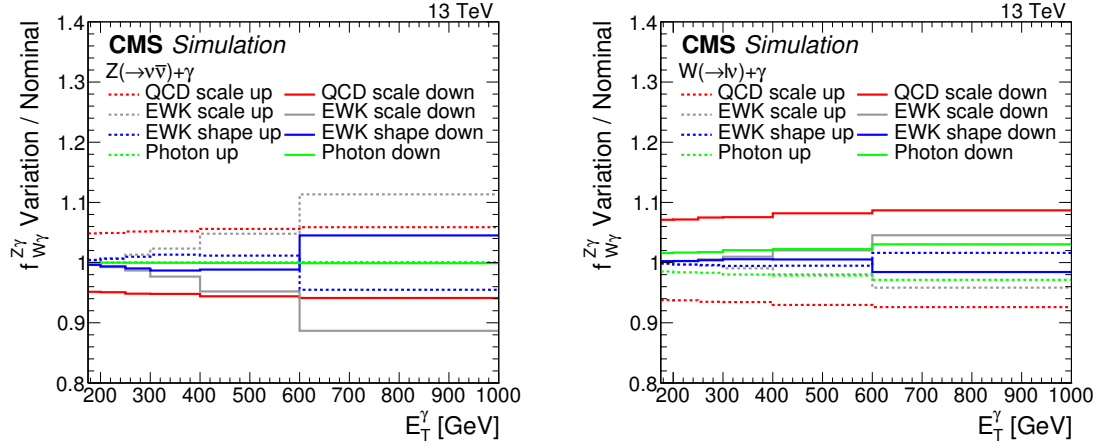 13 TeV
CMS Simulation
Z(→νν̄)+γ
QCD scale up QCD scale down
EWK scale up EWK scale down
EWK shape up EWK shape down
Photon up Photon down
f^{Zγ}_{Wγ} Variation / Nominal
1.4
1.3
1.2
1.1
1
0.9
0.8
200 300 400 500 600 700 800 900 1000
E_T^γ [GeV]
13 TeV
CMS Simulation
W(→lν)+γ
QCD scale up QCD scale down
EWK scale up EWK scale down
EWK shape up EWK shape down
Photon up Photon down
f^{Zγ}_{Wγ} Variation / Nominal
1.4
1.3
1.2
1.1
1
0.9
0.8
200 300 400 500 600 700 800 900 1000
E_T^γ [GeV]